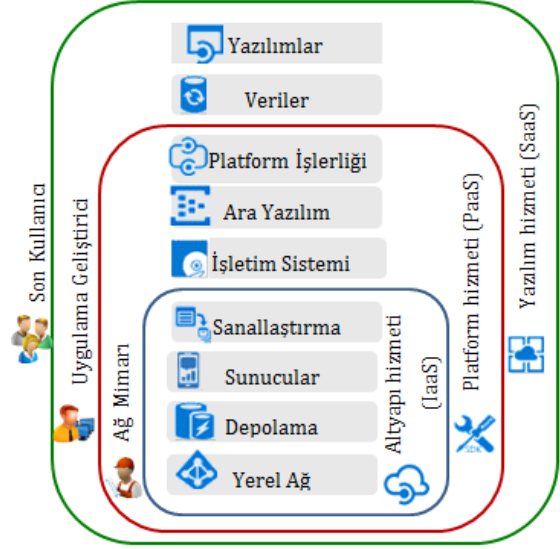 Yazılımlar
Veriler
Platform İşlerliği
Ara Yazılım
İşletim Sistemi
Sanallaştırma
Sunucular
Depolama
Yerel Ağ
Son Kullanıcı
Uygulama Geliştirici
Ağ Mimarı
Altyapı hizmeti
(IaaS)
Platform hizmeti (PaaS)
Yazılım hizmeti (SaaS)
SDK